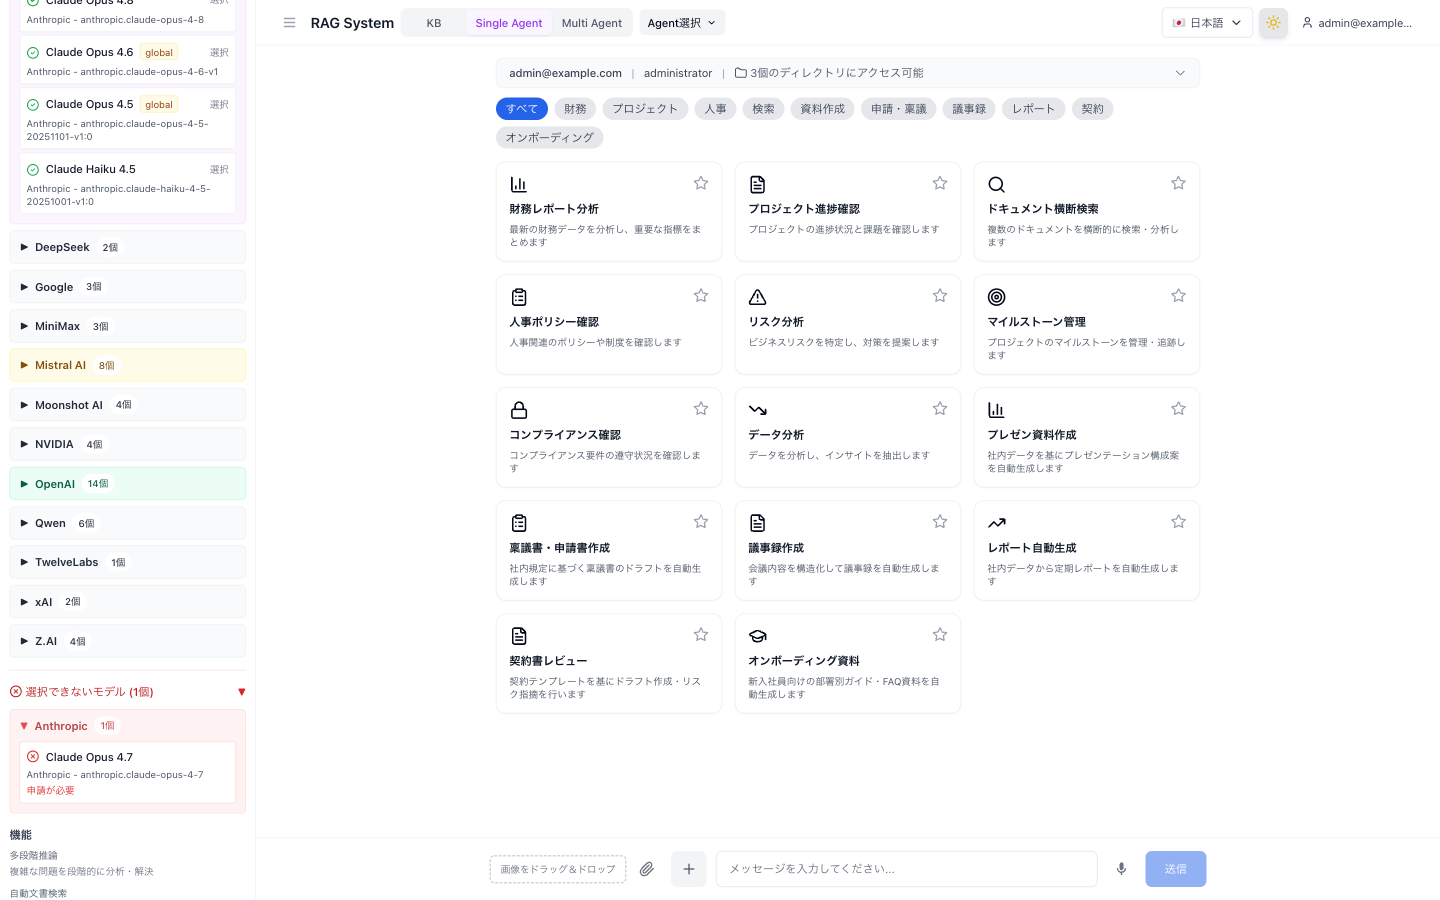 Claude Opus 4.8
選択
Anthropic - anthropic.claude-opus-4-8
Claude Opus 4.6 global 選択
Anthropic - anthropic.claude-opus-4-6-v1
Claude Opus 4.5 global 選択
Anthropic - anthropic.claude-opus-4-5-
20251101-v1:0
Claude Haiku 4.5 選択
Anthropic - anthropic.claude-haiku-4-5-
20251001-v1:0
DeepSeek 2個
Google 3個
MiniMax 3個
Mistral AI 8個
Moonshot AI 4個
NVIDIA 4個
OpenAI 14個
Qwen 6個
TwelveLabs 1個
xAI 2個
Z.AI 4個
選択できないモデル (1個)
Anthropic 1個
Claude Opus 4.7
Anthropic - anthropic.claude-opus-4-7
申請が必要
機能
多段階推論
複雑な問題を段階的に分析・解決
自動文書検索
RAG System KB Single Agent Multi Agent Agent選択 日本語 admin@example...
admin@example.com | administrator | 3個のディレクトリにアクセス可能
すべて 財務 プロジェクト 人事 検索 資料作成 申請・稟議 議事録 レポート 契約
オンボーディング
財務レポート分析
最新の財務データを分析し、重要な指標をま
とめます
プロジェクト進捗確認
プロジェクトの進捗状況と課題を確認します
ドキュメント横断検索
複数のドキュメントを横断的に検索・分析し
ます
人事ポリシー確認
人事関連のポリシーや制度を確認します
リスク分析
ビジネスリスクを特定し、対策を提案します
マイルストーン管理
プロジェクトのマイルストーンを管理・追跡し
ます
コンプライアンス確認
コンプライアンス要件の遵守状況を確認しま
す
データ分析
データを分析し、インサイトを抽出します
プレゼン資料作成
社内データを基にプレゼンテーション構成案
を自動生成します
稟議書・申請書作成
社内規定に基づく稟議書のドラフトを自動生
成します
議事録作成
会議内容を構造化して議事録を自動生成しま
す
レポート自動生成
社内データから定期レポートを自動生成しま
す
契約書レビュー
契約テンプレートを基にドラフト作成・リス
ク指摘を行います
オンボーディング資料
新入社員向けの部署別ガイド・FAQ資料を自
動生成します
画像をドラッグ＆ドロップ メッセージを入力してください... 送信